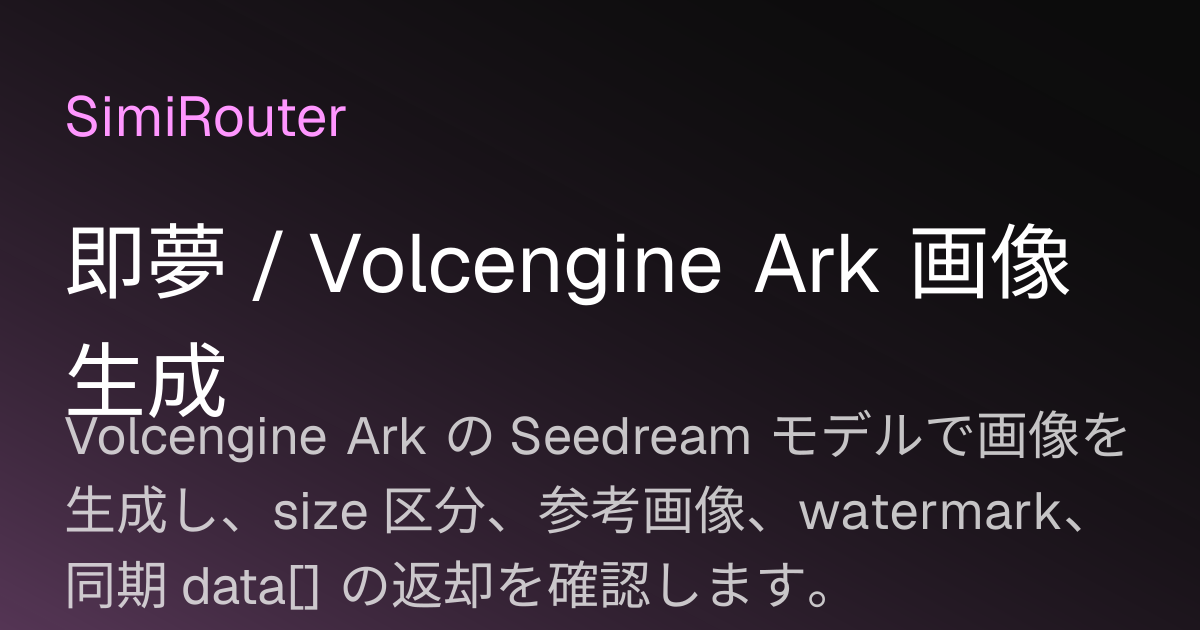 SimiRouter
即夢 / Volcengine Ark 画像
生成
Volcengine Ark の Seedream モデルで画像を
生成し、size 区分、参考画像、watermark、
同期 data[] の返却を確認します。